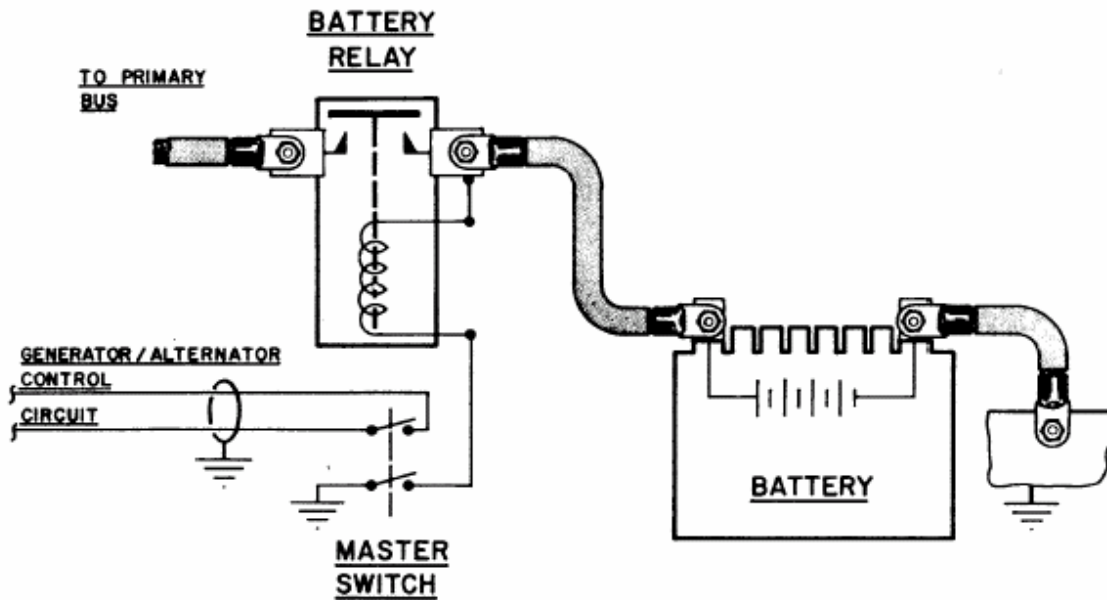 BATTERY
RELAY
TO PRIMARY
BUS
GENERATOR/ALTERNATOR
CONTROL
CIRCUIT
BATTERY
MASTER
SWITCH